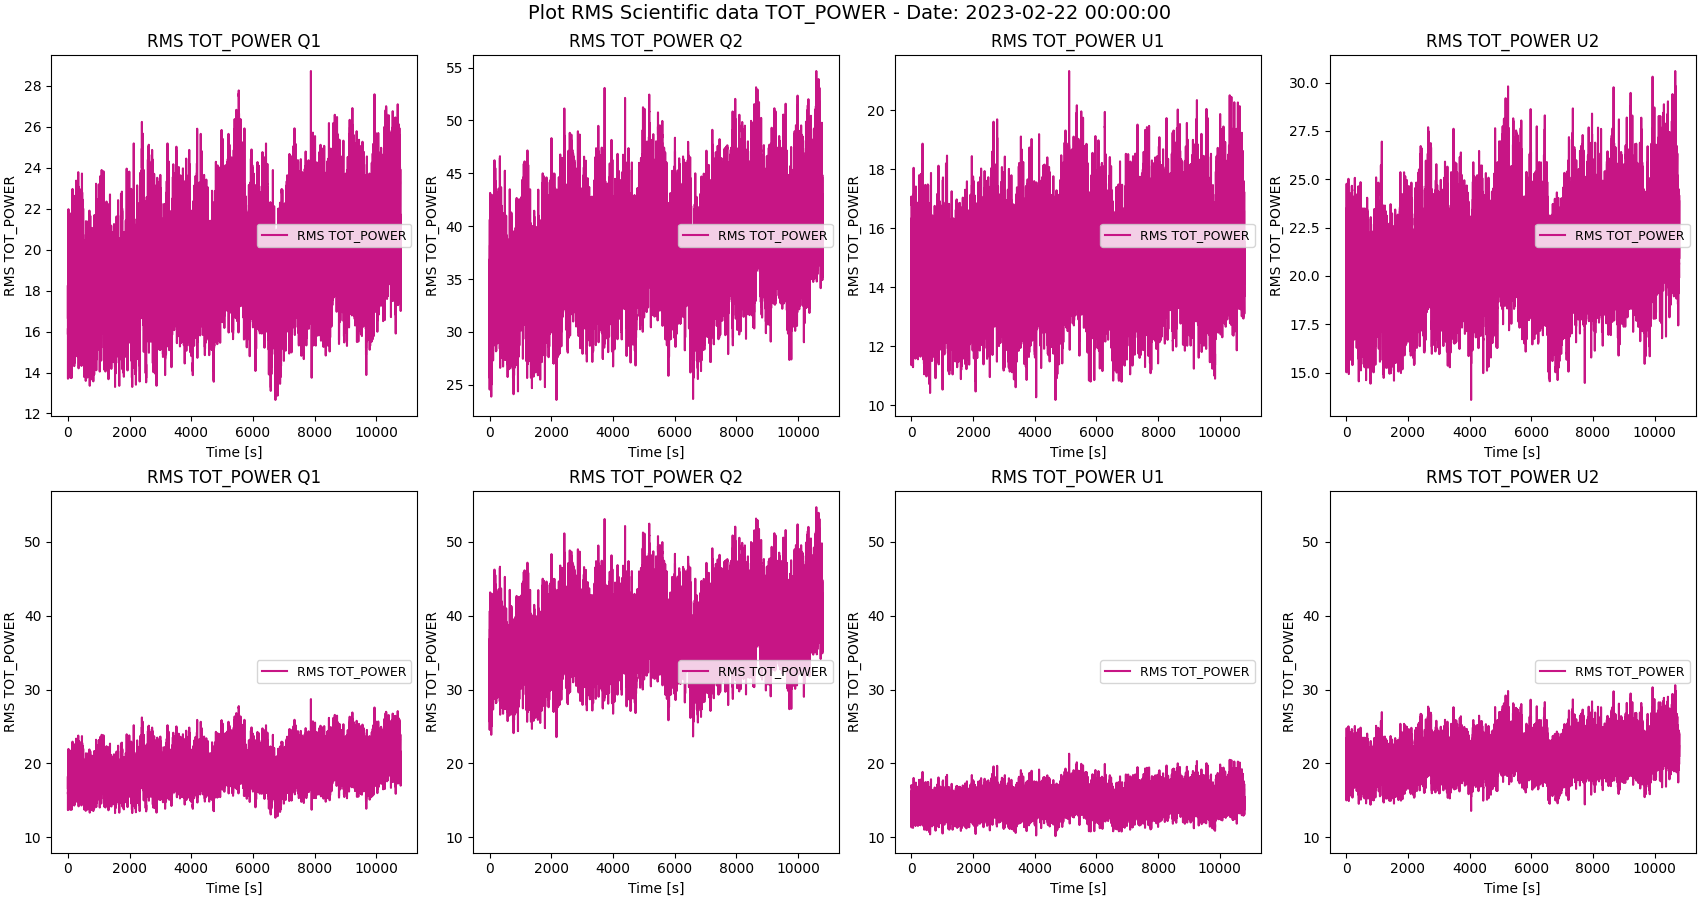 Plot RMS Scientific data TOT_POWER - Date: 2023-02-22 00:00:00
RMS TOT_POWER Q1
RMS TOT_POWER
28
26
24
22
20
18
16
14
12
RMS TOT_POWER
0 2000 4000 6000 8000 10000
Time [s]
RMS TOT_POWER Q2
RMS TOT_POWER
55
50
45
40
35
30
25
RMS TOT_POWER
0 2000 4000 6000 8000 10000
Time [s]
RMS TOT_POWER U1
RMS TOT_POWER
20
18
16
14
12
10
RMS TOT_POWER
0 2000 4000 6000 8000 10000
Time [s]
RMS TOT_POWER U2
RMS TOT_POWER
30.0
27.5
25.0
22.5
20.0
17.5
15.0
RMS TOT_POWER
0 2000 4000 6000 8000 10000
Time [s]
RMS TOT_POWER Q1
RMS TOT_POWER
50
40
30
20
10
RMS TOT_POWER
0 2000 4000 6000 8000 10000
Time [s]
RMS TOT_POWER Q2
RMS TOT_POWER
50
40
30
20
10
RMS TOT_POWER
0 2000 4000 6000 8000 10000
Time [s]
RMS TOT_POWER U1
RMS TOT_POWER
50
40
30
20
10
RMS TOT_POWER
0 2000 4000 6000 8000 10000
Time [s]
RMS TOT_POWER U2
RMS TOT_POWER
50
40
30
20
10
RMS TOT_POWER
0 2000 4000 6000 8000 10000
Time [s]